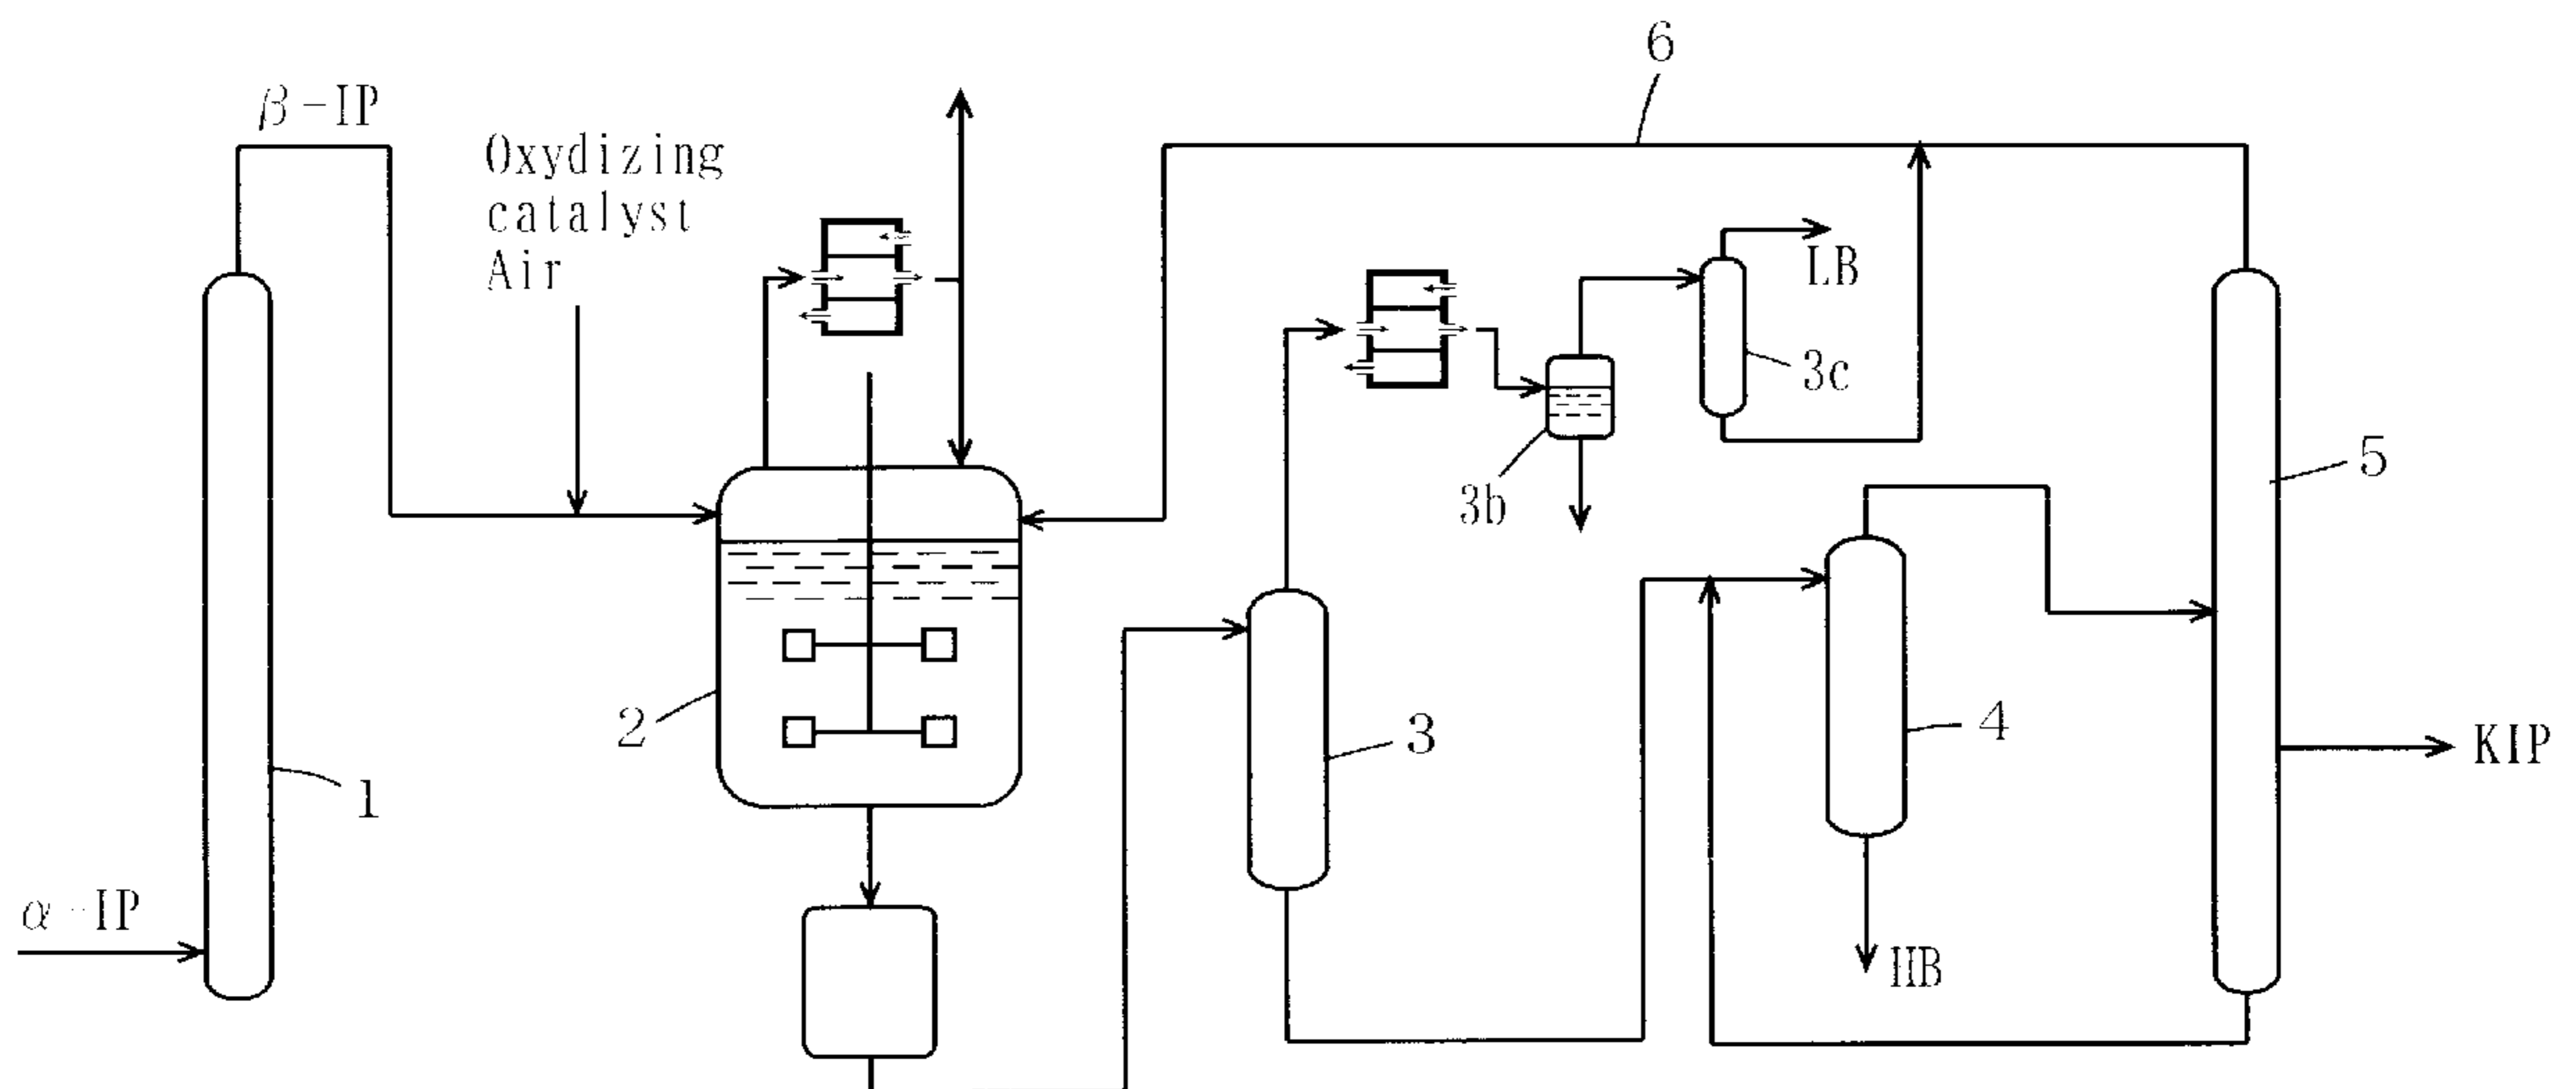 6
β-IP
Oxydizing
catalyst
Air
LB
3c
5
3b
2
3
4
KIP
1
α-IP
HB